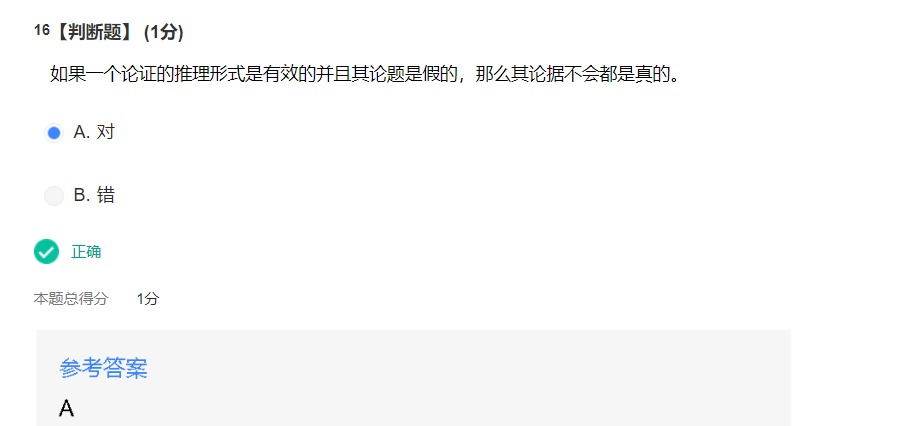 16【判断题】 (1分)
如果一个论证的推理形式是有效的并且其论题是假的，那么其论据不会都是真的。
A. 对
B. 错
正确
本题总得分 1分
参考答案
A